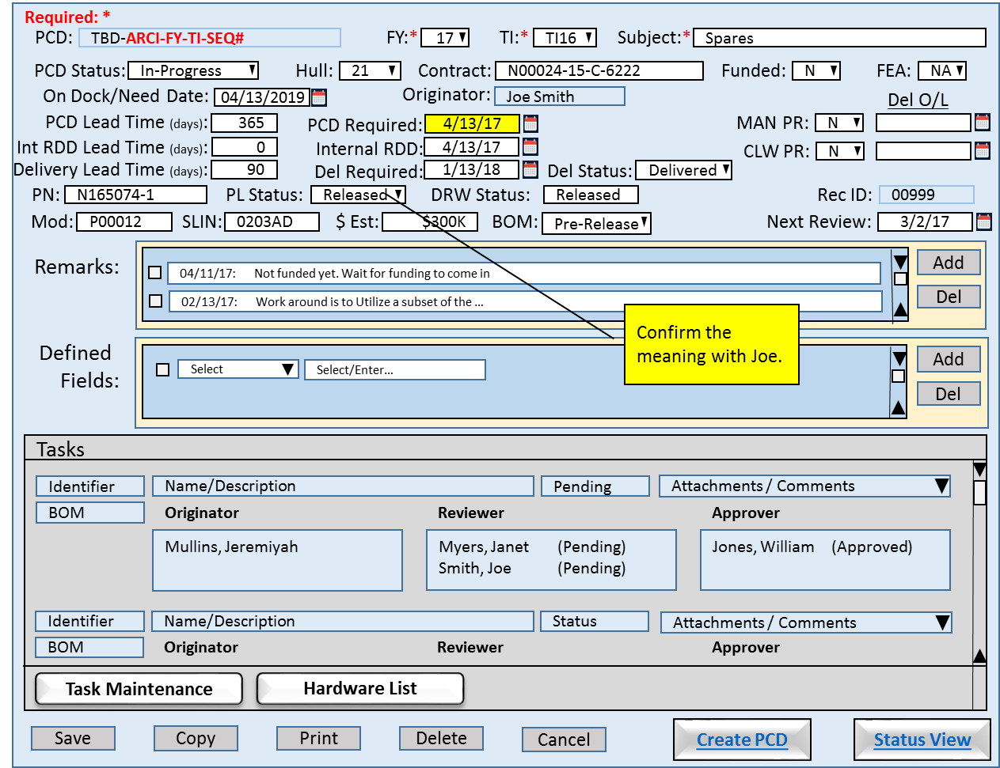 Required: *
PCD: TBD-ARCI-FY-TI-SEQ# FY:* 17 TI:* TI16 Subject:* Spares
PCD Status: In-Progress Hull: 21 Contract: N00024-15-C-6222 Funded: N FEA: NA
On Dock/Need Date: 04/13/2019 Originator: Joe Smith Del O/L
PCD Lead Time (days): 365 PCD Required: 4/13/17 MAN PR: N
Int RDD Lead Time (days): 0 Internal RDD: 4/13/17 CLW PR: N
Delivery Lead Time (days): 90 Del Required: 1/13/18 Del Status: Delivered
PN: N165074-1 PL Status: Released DRW Status: Released Rec ID: 00999
Mod: P00012 SLIN: 0203AD $ Est: $300K BOM: Pre-Release Next Review: 3/2/17
Remarks: 04/11/17: Not funded yet. Wait for funding to come in Add
02/13/17: Work around is to Utilize a subset of the ... Del
Confirm the
meaning with Joe.
Defined
Fields: Select Select/Enter... Add
Del
Tasks
Identifier Name/Description Pending Attachments / Comments
BOM Originator Reviewer Approver
Mullins, Jeremiyah Myers, Janet (Pending) Jones, William (Approved)
Smith, Joe (Pending)
Identifier Name/Description Status Attachments / Comments
BOM Originator Reviewer Approver
Task Maintenance Hardware List
Save Copy Print Delete Cancel Create PCD Status View